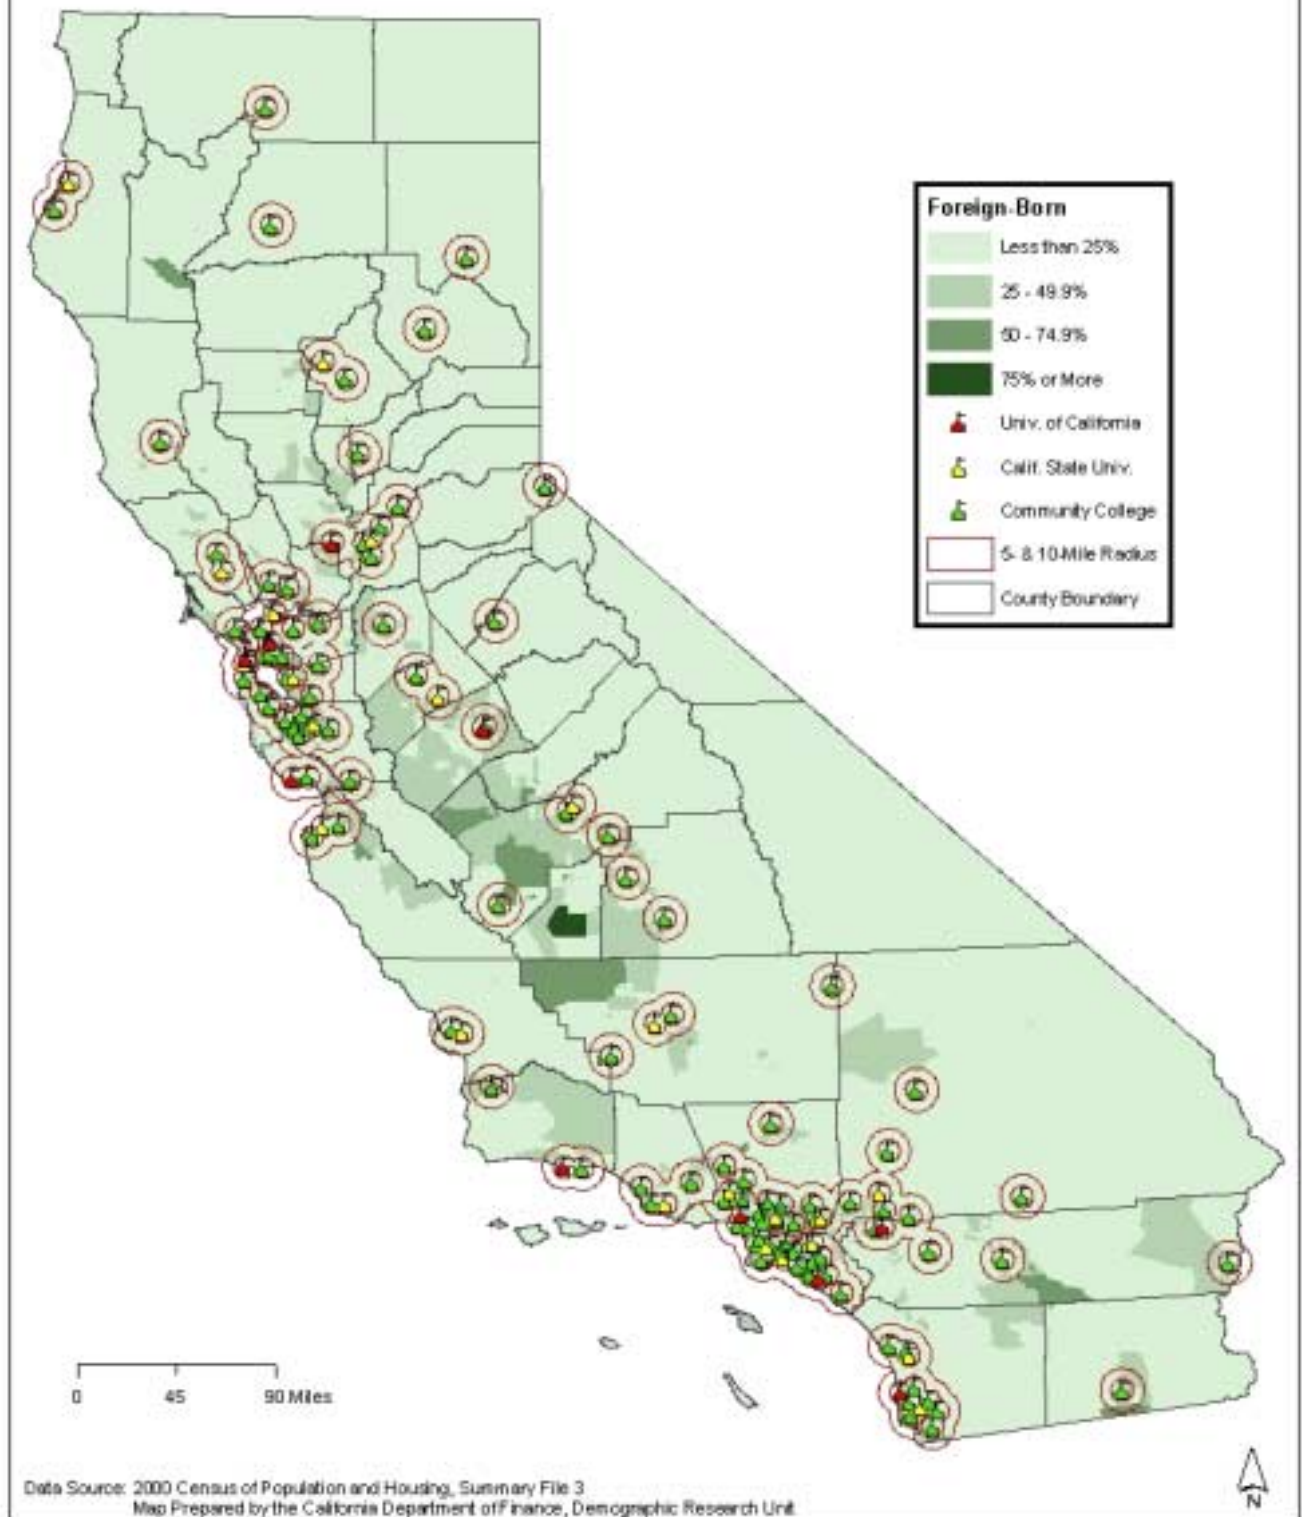 Foreign-Born
Less than 25%
25 - 49.9%
50 - 74.9%
75% or More
Univ. of California
Calif. State Univ.
Community College
5- & 10-Mile Radius
County Boundary
0 45 90 Miles
N
Data Source: 2000 Census of Population and Housing, Summary File 3
Map Prepared by the California Department of Finance, Demographic Research Unit